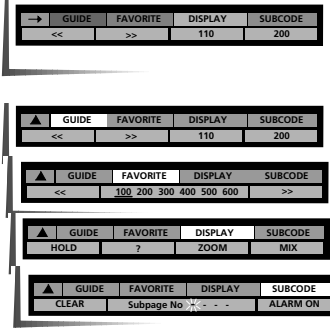 → GUIDE FAVORITE DISPLAY SUBCODE
<< >> 110 200
▲ GUIDE FAVORITE DISPLAY SUBCODE
<< >> 110 200
▲ GUIDE FAVORITE DISPLAY SUBCODE
<< 100 200 300 400 500 600 >>
▲ GUIDE FAVORITE DISPLAY SUBCODE
HOLD ? ZOOM MIX
▲ GUIDE FAVORITE DISPLAY SUBCODE
CLEAR Subpage No - - - - ALARM ON